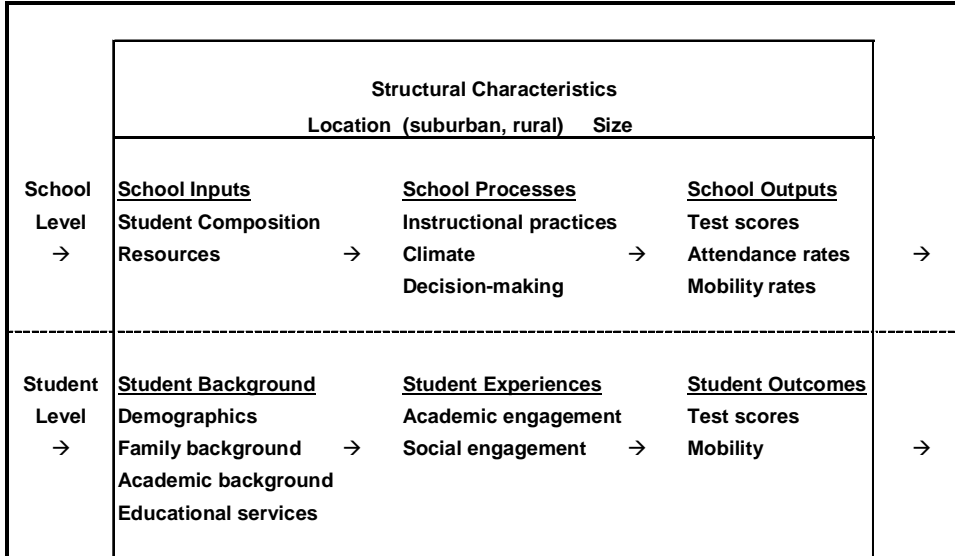 Structural Characteristics
Location (suburban, rural) Size
School School Inputs School Processes School Outputs
Level Student Composition Instructional practices Test scores
→ Resources → Climate → Attendance rates →
Decision-making Mobility rates
Student Student Background Student Experiences Student Outcomes
Level Demographics Academic engagement Test scores
→ Family background → Social engagement → Mobility →
Academic background
Educational services